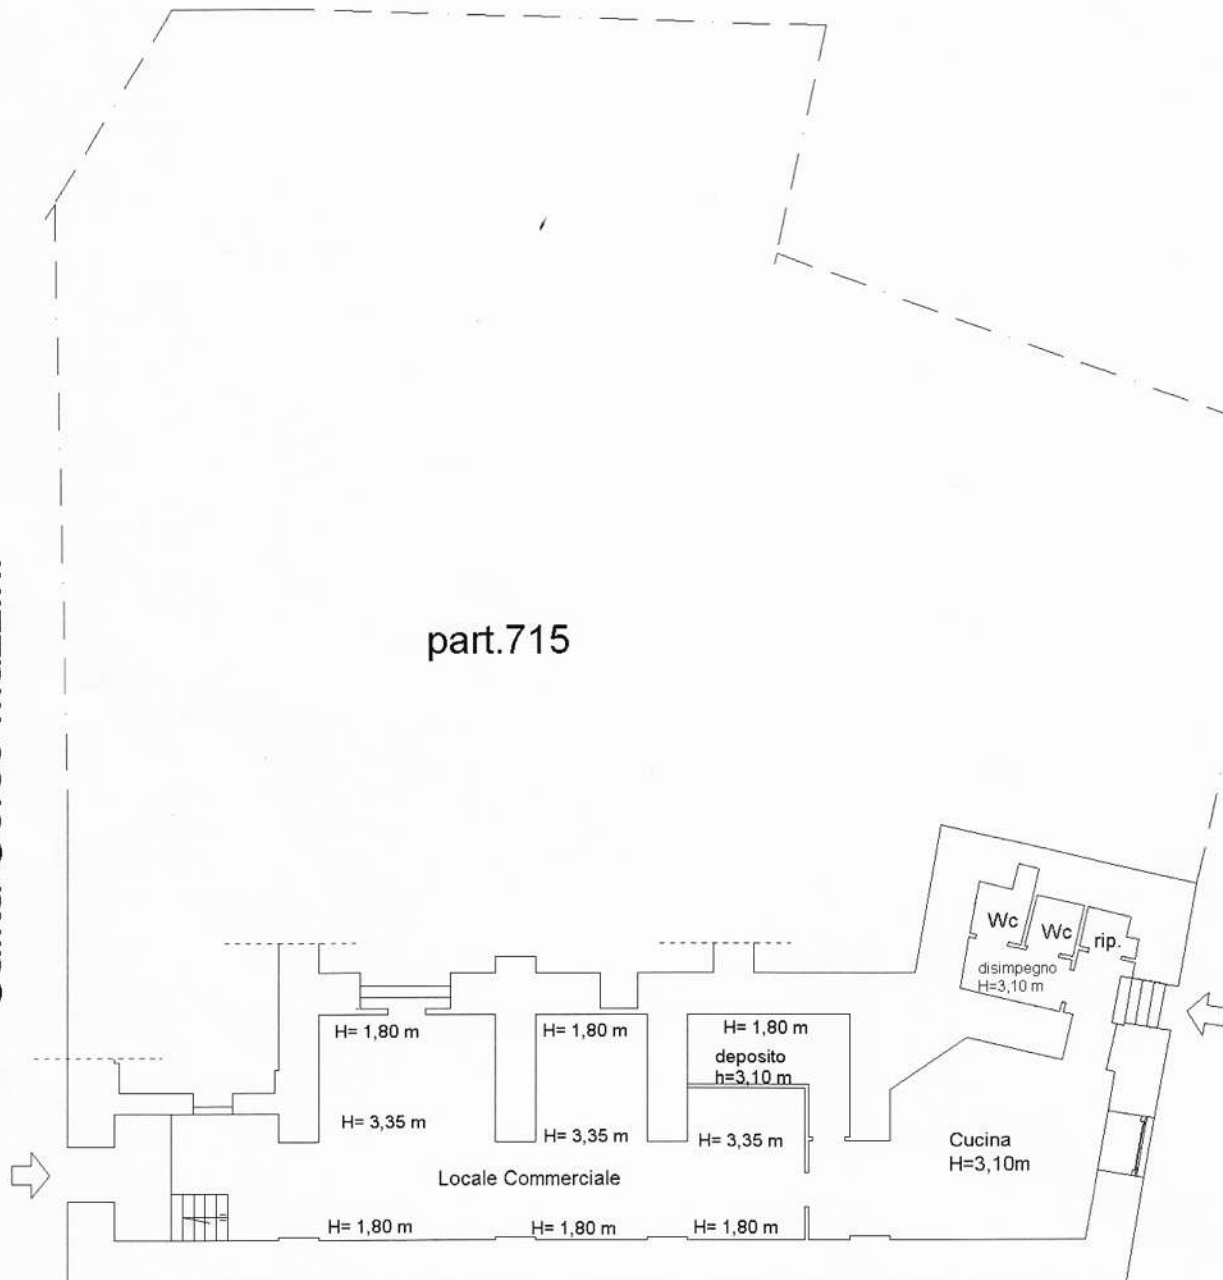 part.715
Wc
Wc
rip.
disimpegno
H=3,10 m
H= 1,80 m
H= 1,80 m
H= 1,80 m
deposito
h=3,10 m
H= 3,35 m
H= 3,35 m
H= 3,35 m
Cucina
H=3,10m
Locale Commerciale
H= 1,80 m
H= 1,80 m
H= 1,80 m